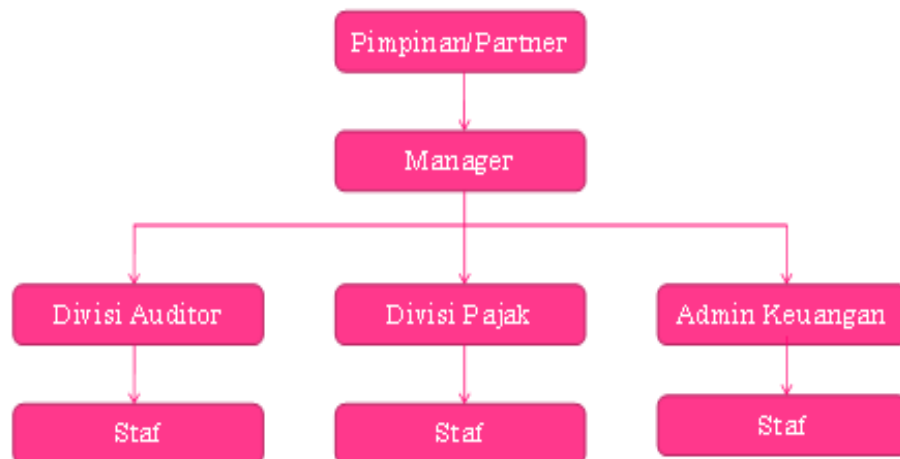 Pimpinan/Partner
Manager
Divisi Auditor
Divisi Pajak
Admin Keuangan
Staf
Staf
Staf